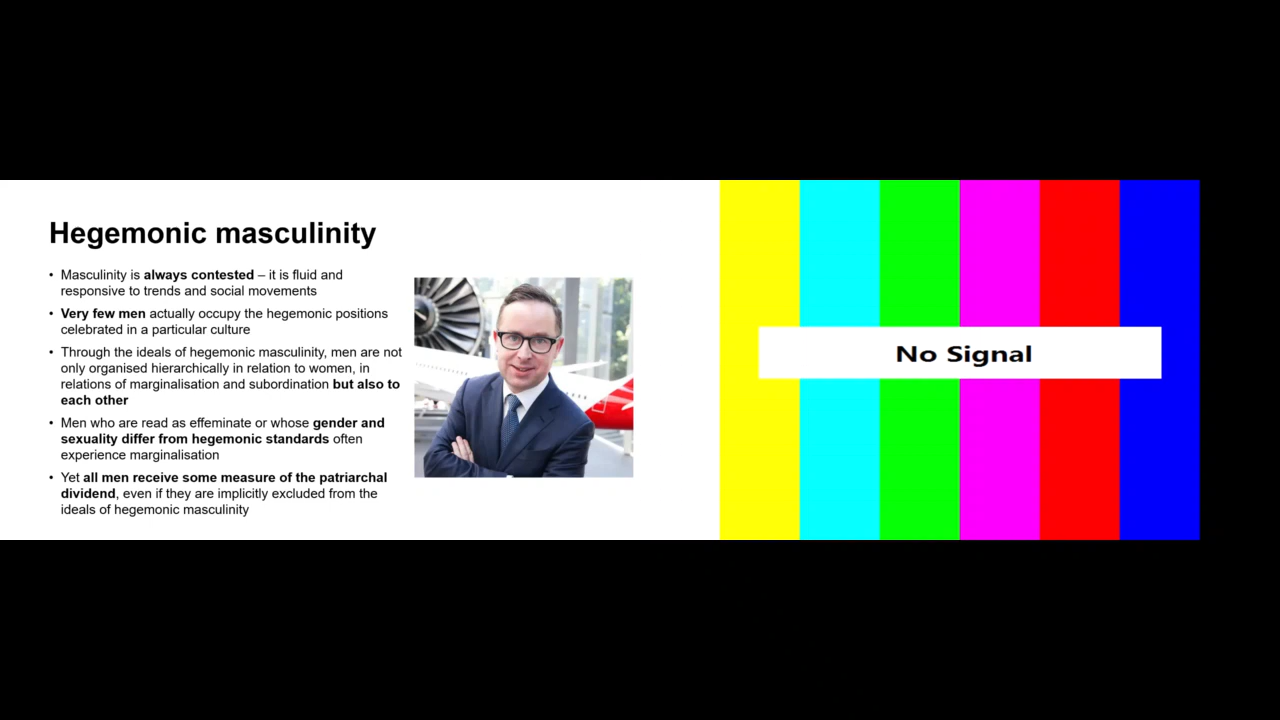 Hegemonic masculinity
• Masculinity is always contested – it is fluid and
responsive to trends and social movements
• Very few men actually occupy the hegemonic positions
celebrated in a particular culture
• Through the ideals of hegemonic masculinity, men are not
only organised hierarchically in relation to women, in
relations of marginalisation and subordination but also to
each other
• Men who are read as effeminate or whose gender and
sexuality differ from hegemonic standards often
experience marginalisation
• Yet all men receive some measure of the patriarchal
dividend, even if they are implicitly excluded from the
ideals of hegemonic masculinity
No Signal